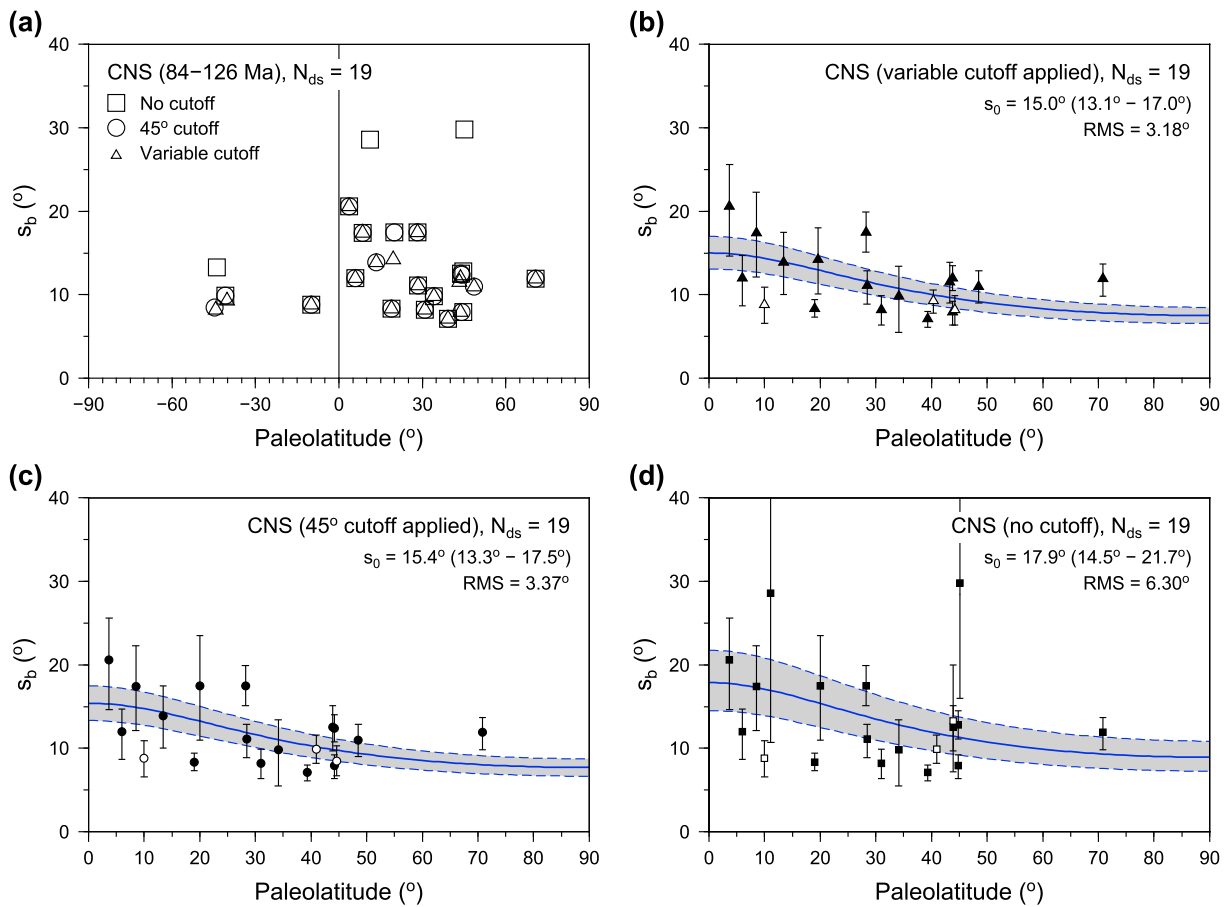 (a)
40
30
20
10
0
s_b (°)
CNS (84−126 Ma), N_ds = 19
No cutoff
45° cutoff
Variable cutoff
−90 −60 −30 0 30 60 90
Paleolatitude (°)
(b)
40
30
20
10
0
s_b (°)
CNS (variable cutoff applied), N_ds = 19
s_0 = 15.0° (13.1° − 17.0°)
RMS = 3.18°
0 10 20 30 40 50 60 70 80 90
Paleolatitude (°)
(c)
40
30
20
10
0
s_b (°)
CNS (45° cutoff applied), N_ds = 19
s_0 = 15.4° (13.3° − 17.5°)
RMS = 3.37°
0 10 20 30 40 50 60 70 80 90
Paleolatitude (°)
(d)
40
30
20
10
0
s_b (°)
CNS (no cutoff), N_ds = 19
s_0 = 17.9° (14.5° − 21.7°)
RMS = 6.30°
0 10 20 30 40 50 60 70 80 90
Paleolatitude (°)